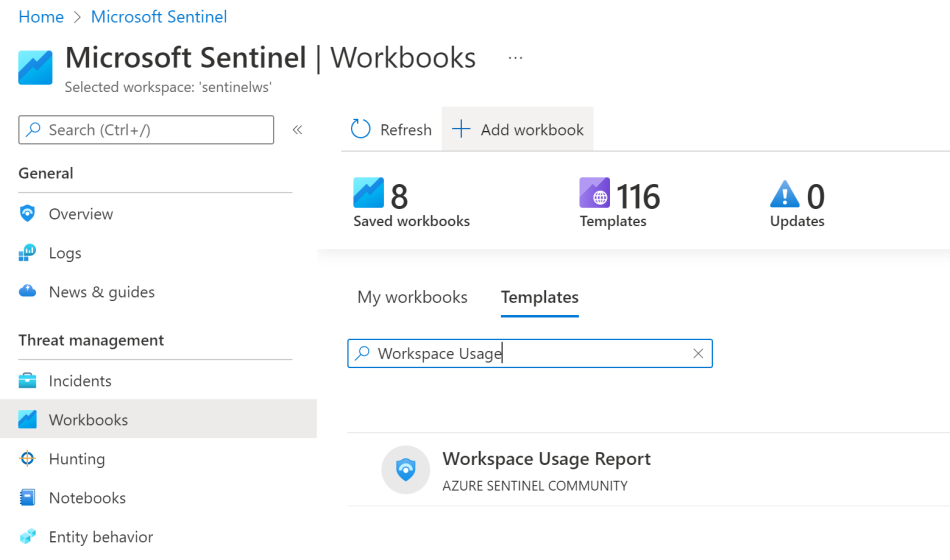 Home > Microsoft Sentinel
Microsoft Sentinel | Workbooks ...
Selected workspace: 'sentinelws'
Search (Ctrl+/) «
General
Overview
Logs
News & guides
Threat management
Incidents
Workbooks
Hunting
Notebooks
Entity behavior
Refresh + Add workbook
8 Saved workbooks
116 Templates
0 Updates
My workbooks Templates
Workspace Usage
Workspace Usage Report
AZURE SENTINEL COMMUNITY